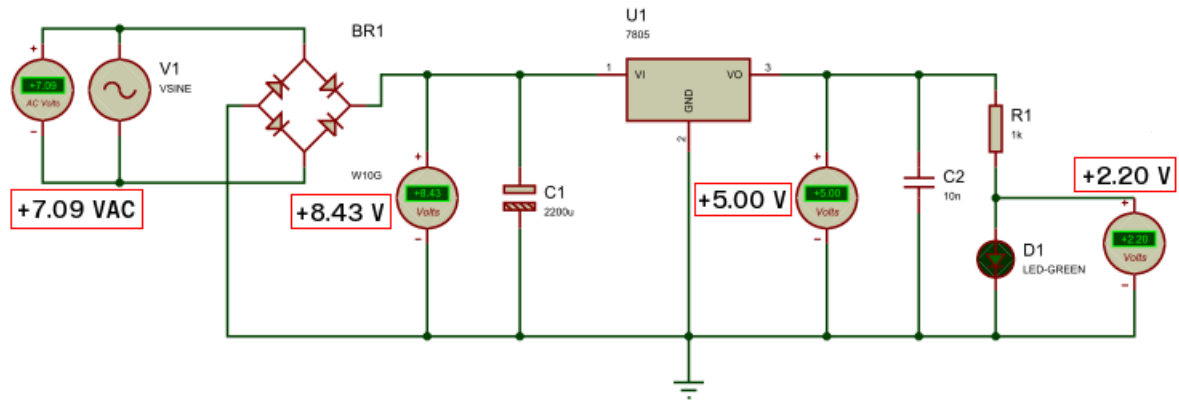 U1
7805
BR1
V1
VSINE
+
+7.09
AC Volts
−
1
VI
VO
3
GND
2
R1
1k
W10G
+
+8.43
Volts
−
C1
2200u
+
+5.00
Volts
−
C2
10n
+2.20 V
+7.09 VAC
+8.43 V
+5.00 V
+
+2.20
Volts
−
D1
LED-GREEN